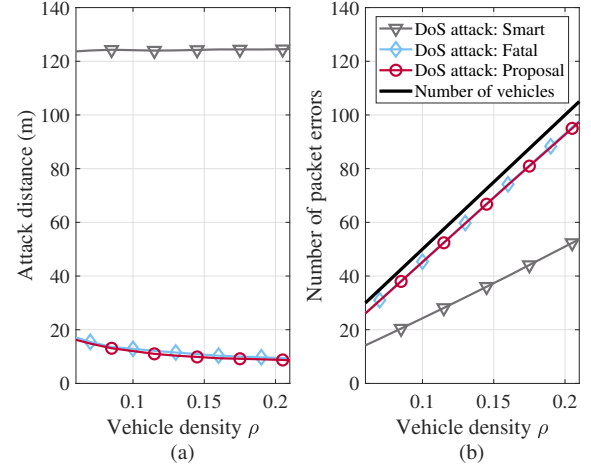 140
120
100
80
60
40
20
0
Attack distance (m)
0.1
0.15
0.2
Vehicle density ρ
(a)
140
120
100
80
60
40
20
0
Number of packet errors
DoS attack: Smart
DoS attack: Fatal
DoS attack: Proposal
Number of vehicles
0.1
0.15
0.2
Vehicle density ρ
(b)